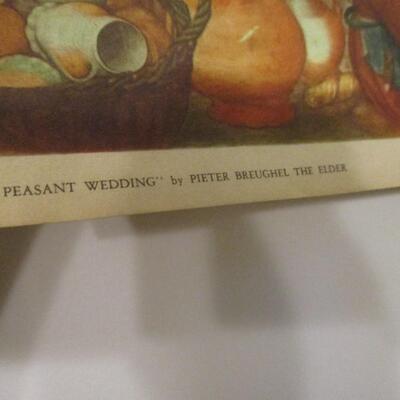 PEASANT WEDDING" by PIETER BREUGHEL THE ELDER